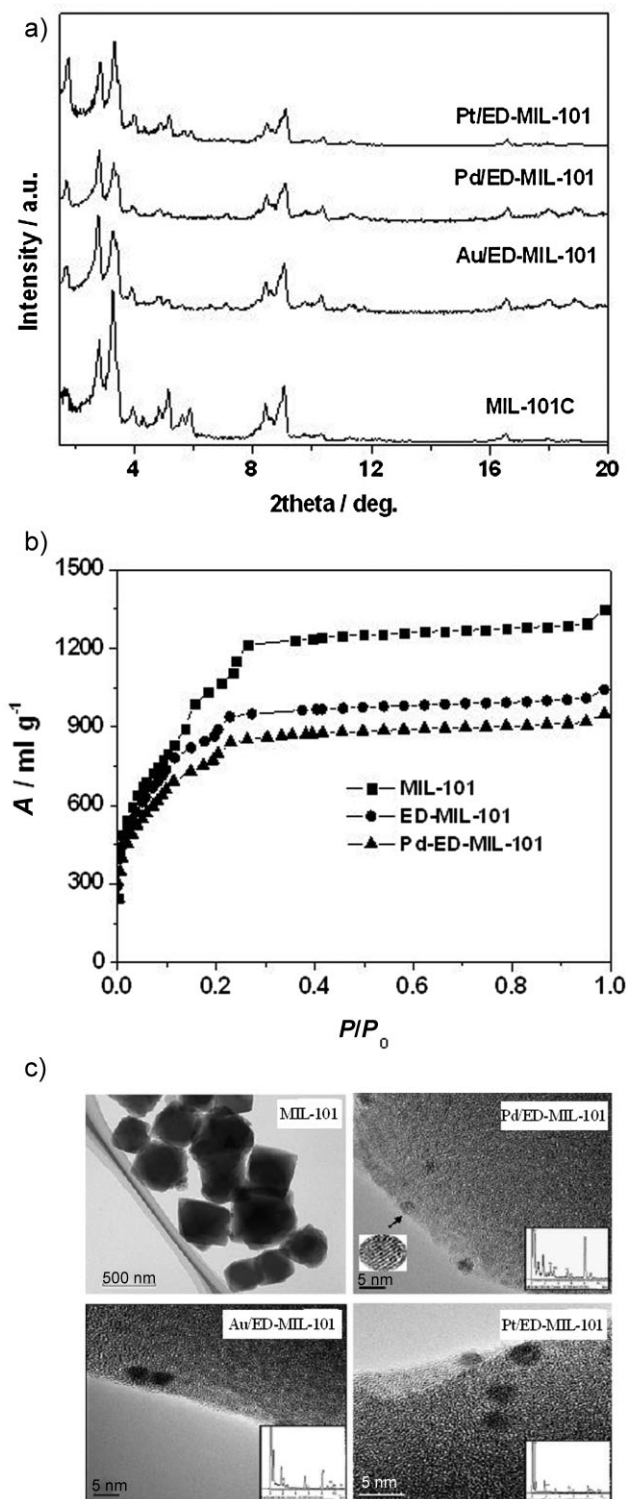 a)
Intensity / a.u.
Pt/ED-MIL-101
Pd/ED-MIL-101
Au/ED-MIL-101
MIL-101C
4 8 12 16 20
2theta / deg.
b)
A / ml g-1
1500
1200
900
600
300
0
MIL-101
ED-MIL-101
Pd-ED-MIL-101
0.0 0.2 0.4 0.6 0.8 1.0
P/P0
c)
MIL-101
500 nm
Pd/ED-MIL-101
5 nm
Au/ED-MIL-101
5 nm
Pt/ED-MIL-101
5 nm